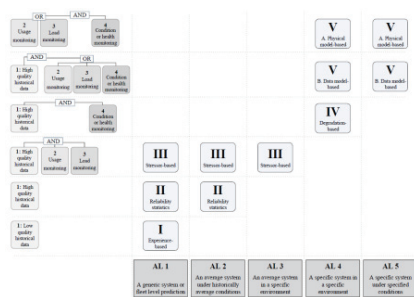 OR
AND
2
Usage
monitoring
3
Load
monitoring
4
Condition
or health
monitoring
V
A. Physical
model-based
V
A. Physical
model-based
AND
OR
1: High
quality
historical
data
2
Usage
monitoring
3
Load
monitoring
4
Condition
or health
monitoring
V
B. Data model-
based
V
B. Data model-
based
AND
1: High
quality
historical
data
4
Condition
or health
monitoring
IV
Degradation-
based
AND
1: High
quality
historical
data
2
Usage
monitoring
3
Load
monitoring
III
Stressor-based
III
Stressor-based
III
Stressor-based
1: High
quality
historical
data
II
Reliability
statistics
II
Reliability
statistics
1: Low
quality
historical
data
I
Experience-
based
AL 1
A generic system or
fleet level prediction
AL 2
An average system
under historically
average conditions
AL 3
An average system
in a specific
environment
AL 4
A specific system
in a specific
environment
AL 5
A specific system
under specified
conditions